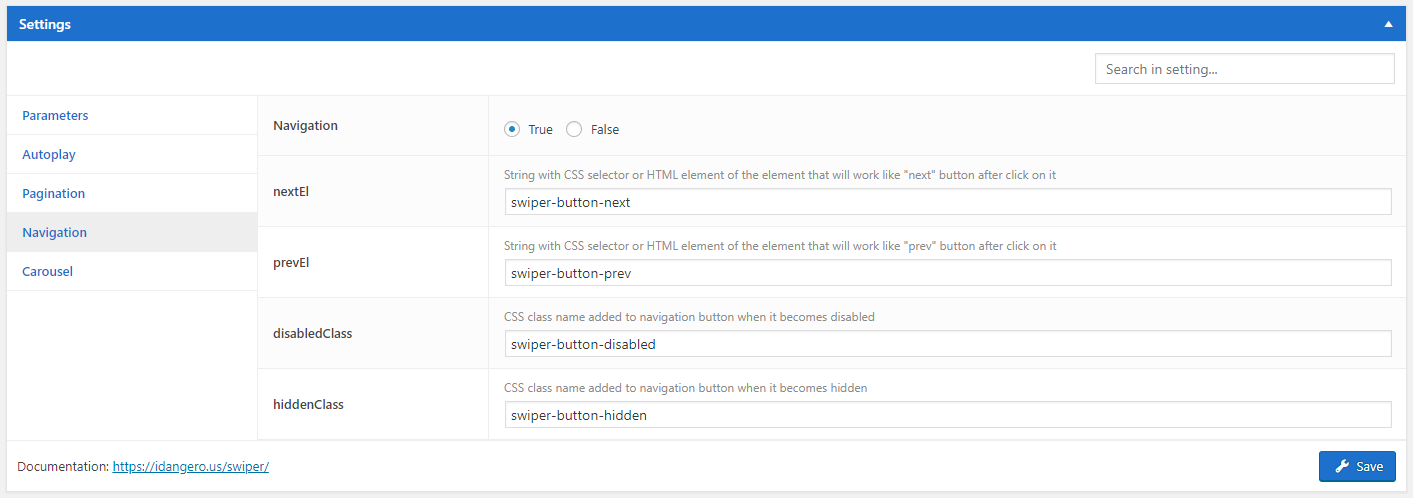 Settings
Search in setting...
Parameters
Autoplay
Pagination
Navigation
Carousel
Navigation
True False
nextEl
String with CSS selector or HTML element of the element that will work like "next" button after click on it
swiper-button-next
prevEl
String with CSS selector or HTML element of the element that will work like "prev" button after click on it
swiper-button-prev
disabledClass
CSS class name added to navigation button when it becomes disabled
swiper-button-disabled
hiddenClass
CSS class name added to navigation button when it becomes hidden
swiper-button-hidden
Documentation: https://idangero.us/swiper/
Save